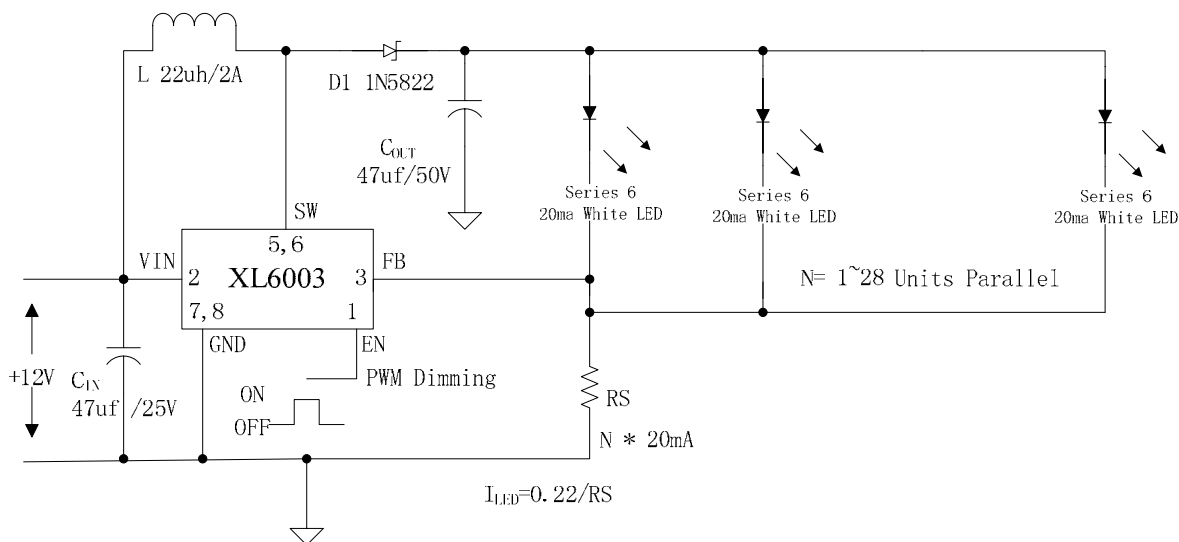 L 22uh/2A
D1 1N5822
COUT
47uf/50V
Series 6
20ma White LED
Series 6
20ma White LED
Series 6
20ma White LED
SW
5,6
VIN
2
XL6003
3
FB
7,8
1
GND
EN
N= 1~28 Units Parallel
+12V
CIN
47uf /25V
PWM Dimming
ON
OFF
RS
N * 20mA
ILED=0.22/RS